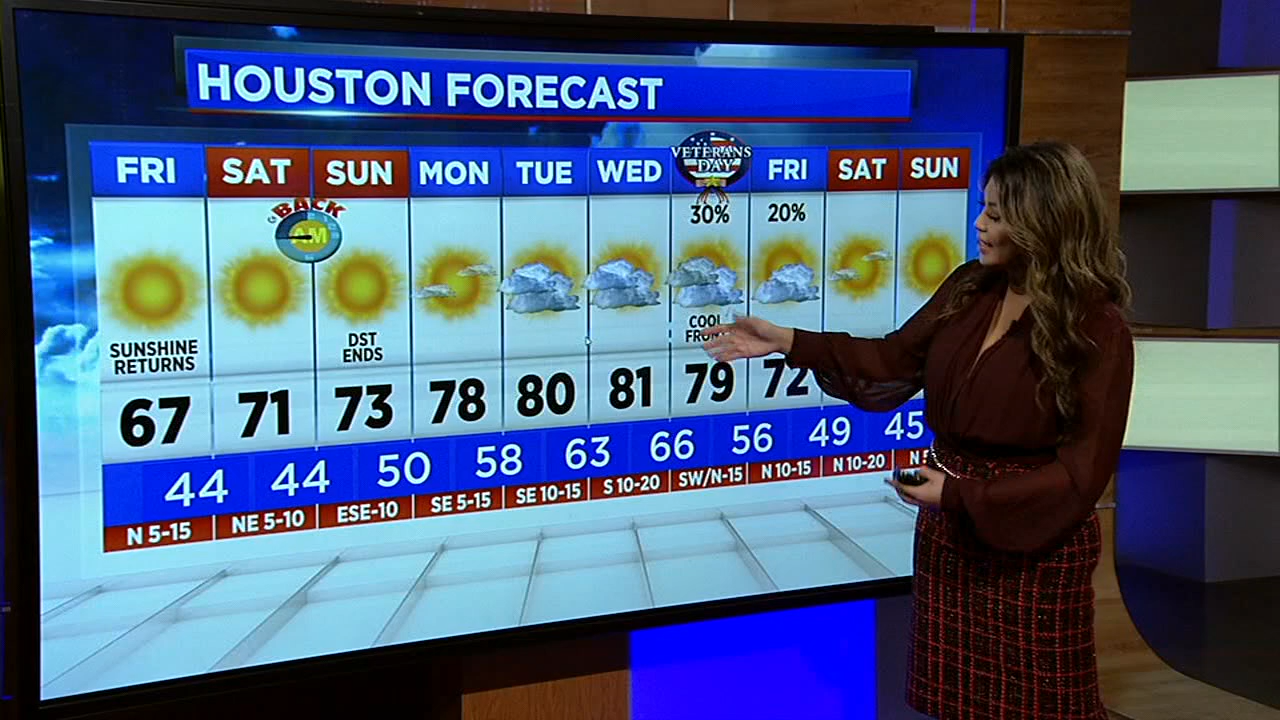 HOUSTON FORECAST
FRI SAT SUN MON TUE WED VETERANS DAY FRI SAT SUN
BACK
AM
30% 20%
SUNSHINE RETURNS
DST ENDS
COOL FRONT
67 71 73 78 80 81 79 72
44 44 50 58 63 66 56 49 45
N 5-15 NE 5-10 ESE-10 SE 5-15 SE 10-15 S 10-20 SW/N-15 N 10-15 N 10-20 N